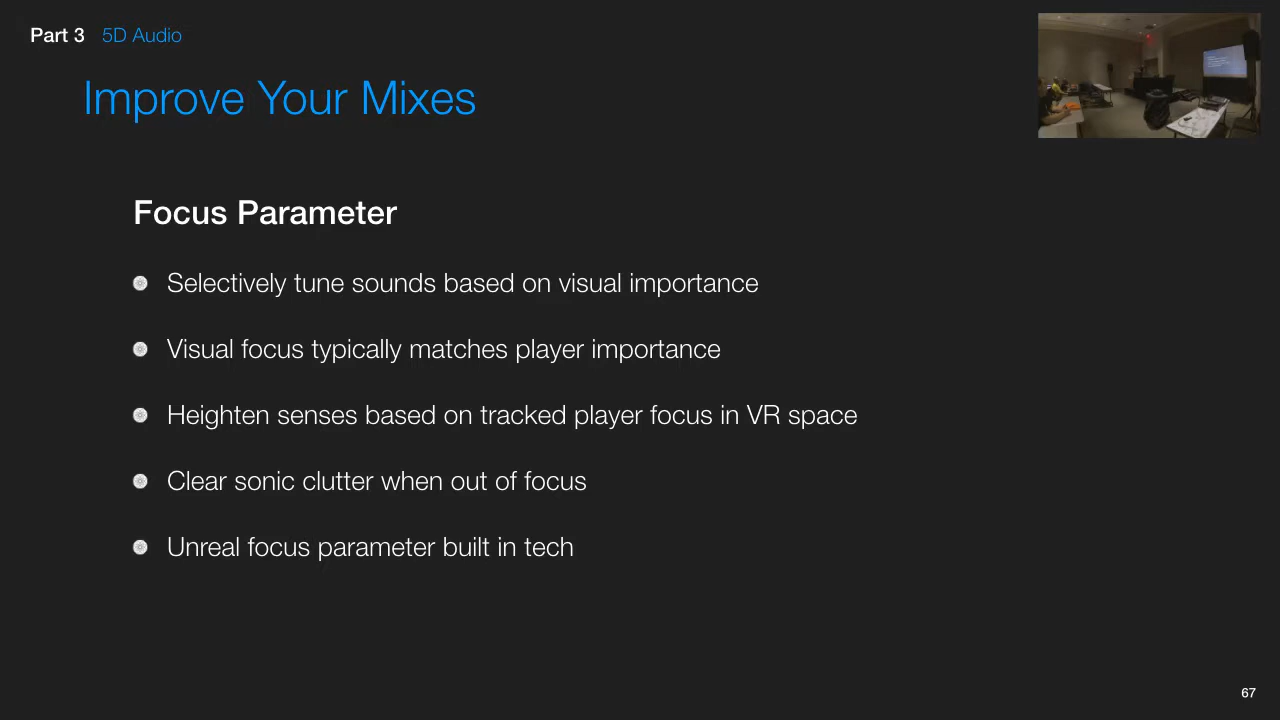 Part 3 5D Audio
Improve Your Mixes
Focus Parameter
Selectively tune sounds based on visual importance
Visual focus typically matches player importance
Heighten senses based on tracked player focus in VR space
Clear sonic clutter when out of focus
Unreal focus parameter built in tech
67